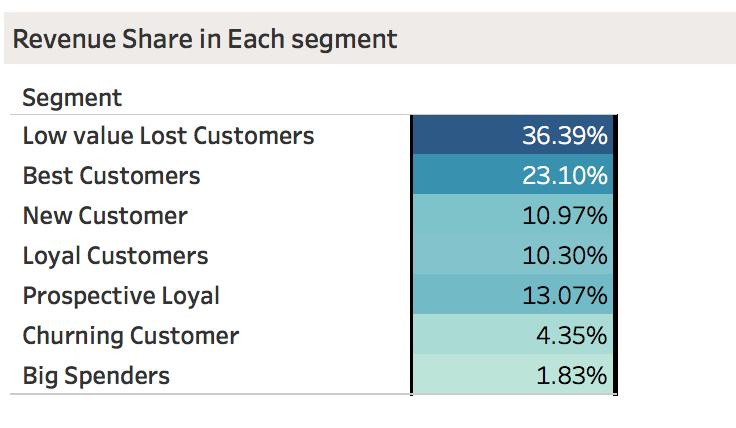 Revenue Share in Each segment
Segment
Low value Lost Customers 36.39%
Best Customers 23.10%
New Customer 10.97%
Loyal Customers 10.30%
Prospective Loyal 13.07%
Churning Customer 4.35%
Big Spenders 1.83%